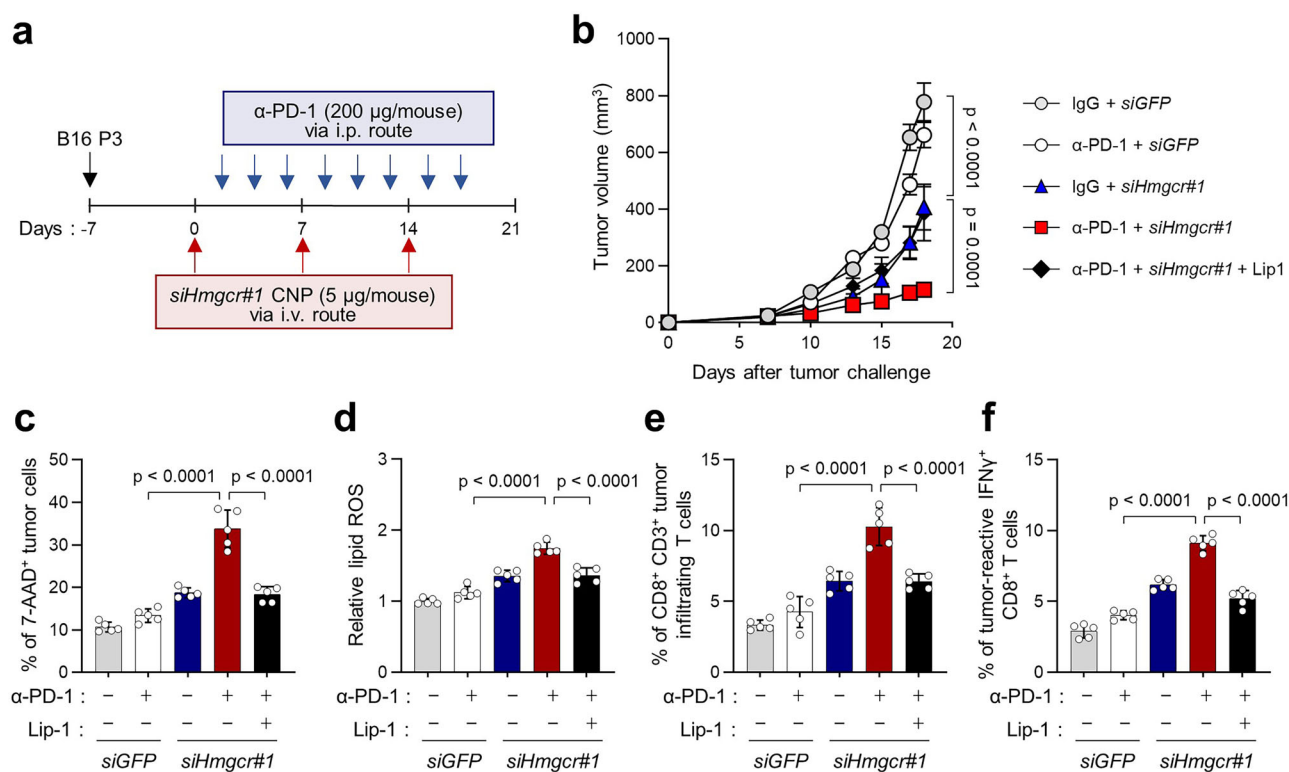 a
α-PD-1 (200 μg/mouse)
via i.p. route
B16 P3
Days : -7 0 7 14 21
siHmgcr#1 CNP (5 μg/mouse)
via i.v. route
b
Tumor volume (mm³)
1000
800
600
400
200
0
0 5 10 15 20
Days after tumor challenge
p < 0.0001
p = 0.0001
IgG + siGFP
α-PD-1 + siGFP
IgG + siHmgcr#1
α-PD-1 + siHmgcr#1
α-PD-1 + siHmgcr#1 + Lip1
c
% of 7-AAD⁺ tumor cells
50
40
30
20
10
0
p < 0.0001
p < 0.0001
α-PD-1 : − + − + +
Lip-1 : − − − − +
siGFP siHmgcr#1
d
Relative lipid ROS
3
2
1
0
p < 0.0001
p < 0.0001
α-PD-1 : − + − + +
Lip-1 : − − − − +
siGFP siHmgcr#1
e
% of CD8⁺ CD3⁺ tumor
infiltrating T cells
15
10
5
0
p < 0.0001
p < 0.0001
α-PD-1 : − + − + +
Lip-1 : − − − − +
siGFP siHmgcr#1
f
% of tumor-reactive IFNγ⁺
CD8⁺ T cells
15
10
5
0
p < 0.0001
p < 0.0001
α-PD-1 : − + − + +
Lip-1 : − − − − +
siGFP siHmgcr#1